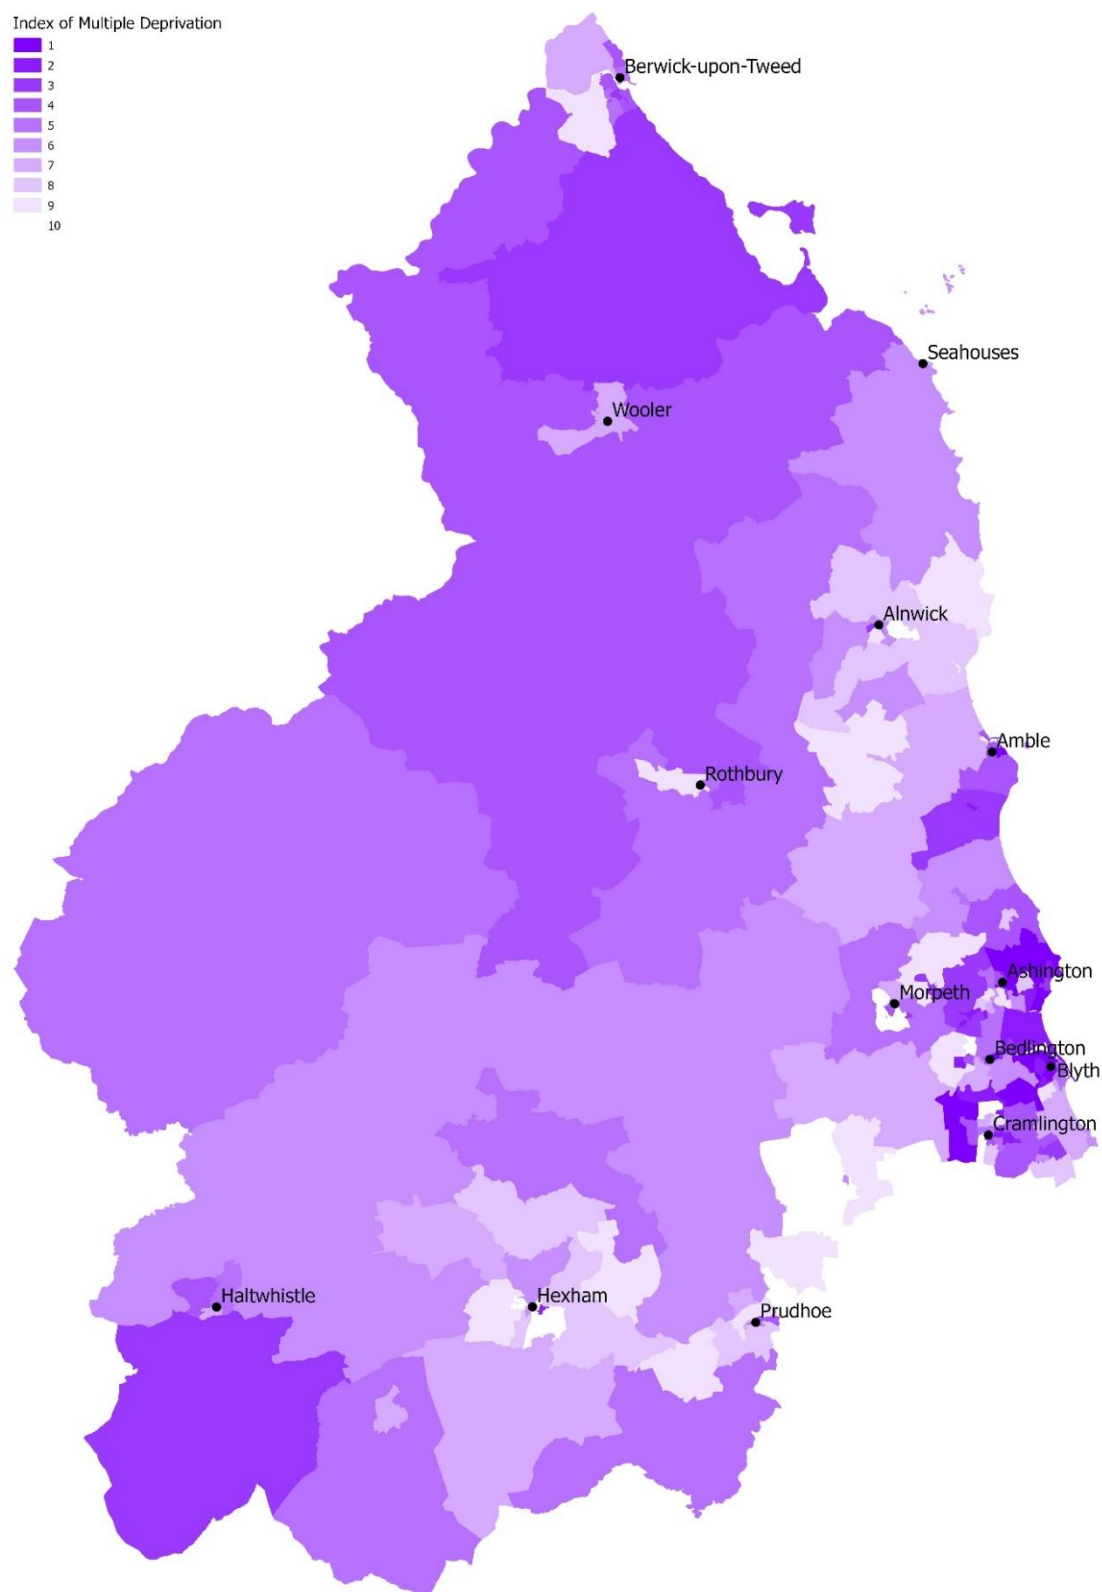 Index of Multiple Deprivation
1
2
3
4
5
6
7
8
9
10
Berwick-upon-Tweed
Seahouses
Wooler
Alnwick
Amble
Rothbury
Ashington
Morpeth
Bedlington
Blyth
Cramlington
Haltwhistle
Hexham
Prudhoe